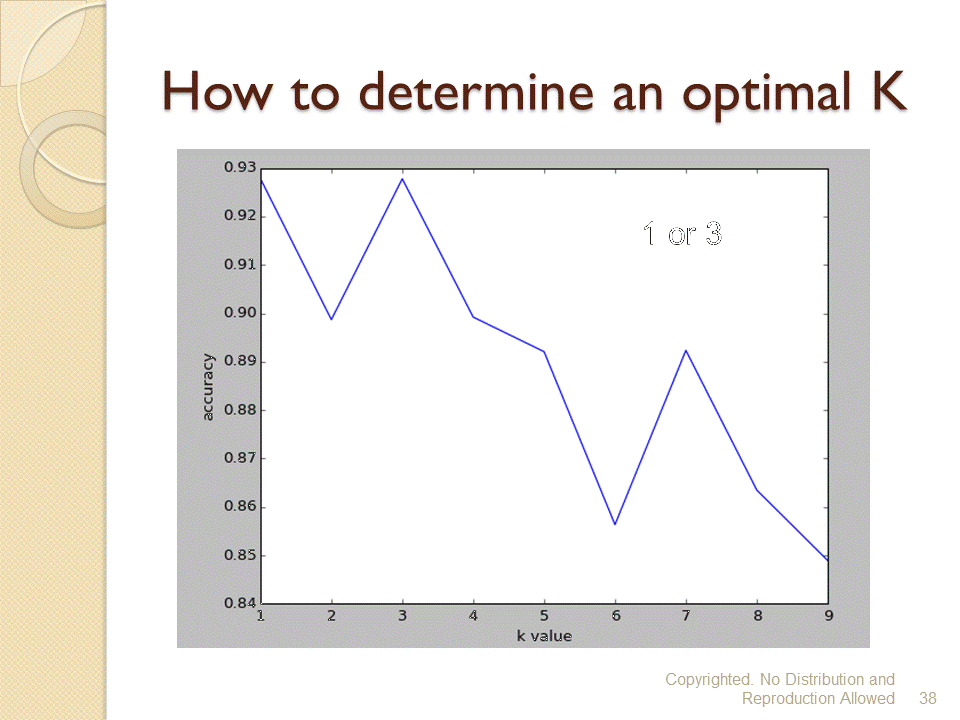 How to determine an optimal K
0.93
0.92
0.91
0.90
0.89
0.88
0.87
0.86
0.85
0.84
accuracy
1 or 3
1 2 3 4 5 6 7 8 9
k value
Copyrighted. No Distribution and
Reproduction Allowed 38